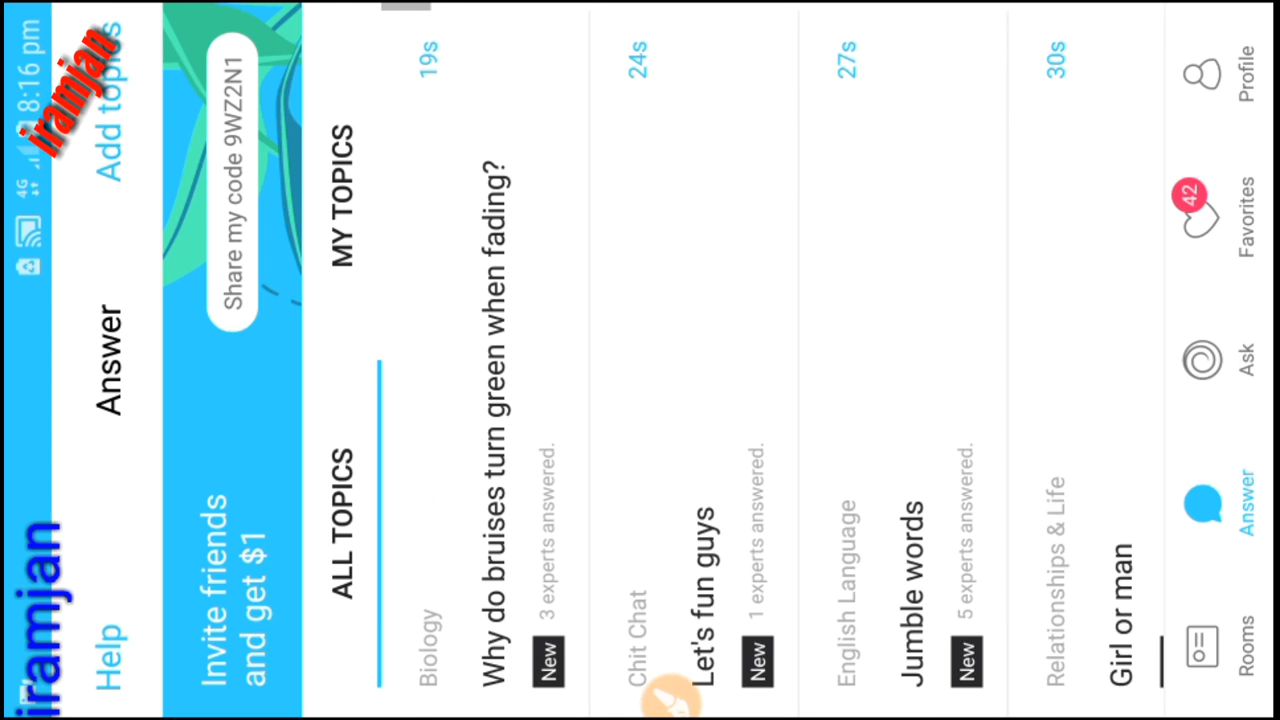 iramjan
4G
8:16 pm
iramjan
Help
Answer
Add topics
Invite friends
and get $1
Share my code 9WZ2N1
ALL TOPICS
MY TOPICS
Biology
19s
Why do bruises turn green when fading?
New
3 experts answered.
Chit Chat
24s
Let's fun guys
New
1 experts answered.
English Language
27s
Jumble words
New
5 experts answered.
Relationships & Life
30s
Girl or man
42
Rooms
Answer
Ask
Favorites
Profile